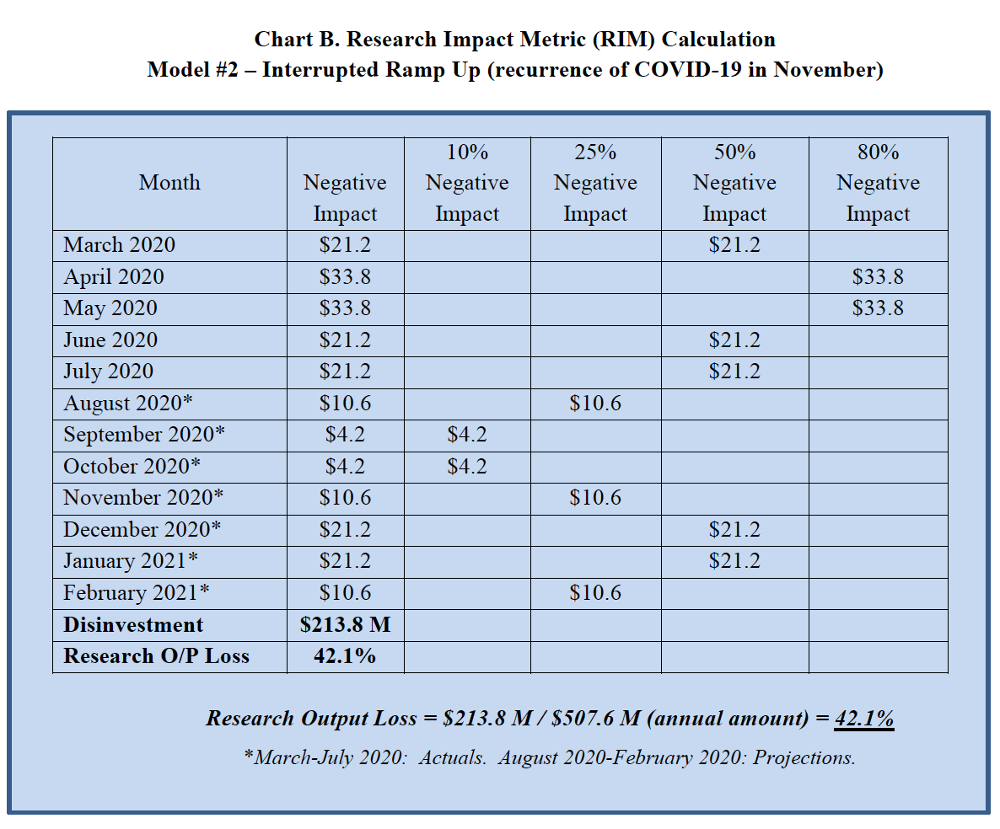 Chart B. Research Impact Metric (RIM) Calculation
Model #2 – Interrupted Ramp Up (recurrence of COVID-19 in November)
10% 25% 50% 80%
Month Negative Negative Negative Negative Negative
Impact Impact Impact Impact Impact
March 2020 $21.2 $21.2
April 2020 $33.8 $33.8
May 2020 $33.8 $33.8
June 2020 $21.2 $21.2
July 2020 $21.2 $21.2
August 2020* $10.6 $10.6
September 2020* $4.2 $4.2
October 2020* $4.2 $4.2
November 2020* $10.6 $10.6
December 2020* $21.2 $21.2
January 2021* $21.2 $21.2
February 2021* $10.6 $10.6
Disinvestment $213.8 M
Research O/P Loss 42.1%
Research Output Loss = $213.8 M / $507.6 M (annual amount) = 42.1%
*March-July 2020: Actuals. August 2020-February 2020: Projections.